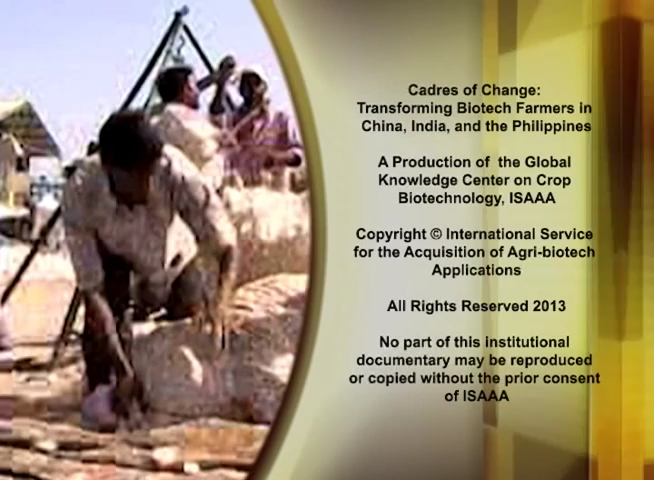 Cadres of Change:
Transforming Biotech Farmers in
China, India, and the Philippines
A Production of the Global
Knowledge Center on Crop
Biotechnology, ISAAA
Copyright © International Service
for the Acquisition of Agri-biotech
Applications
All Rights Reserved 2013
No part of this institutional
documentary may be reproduced
or copied without the prior consent
of ISAAA